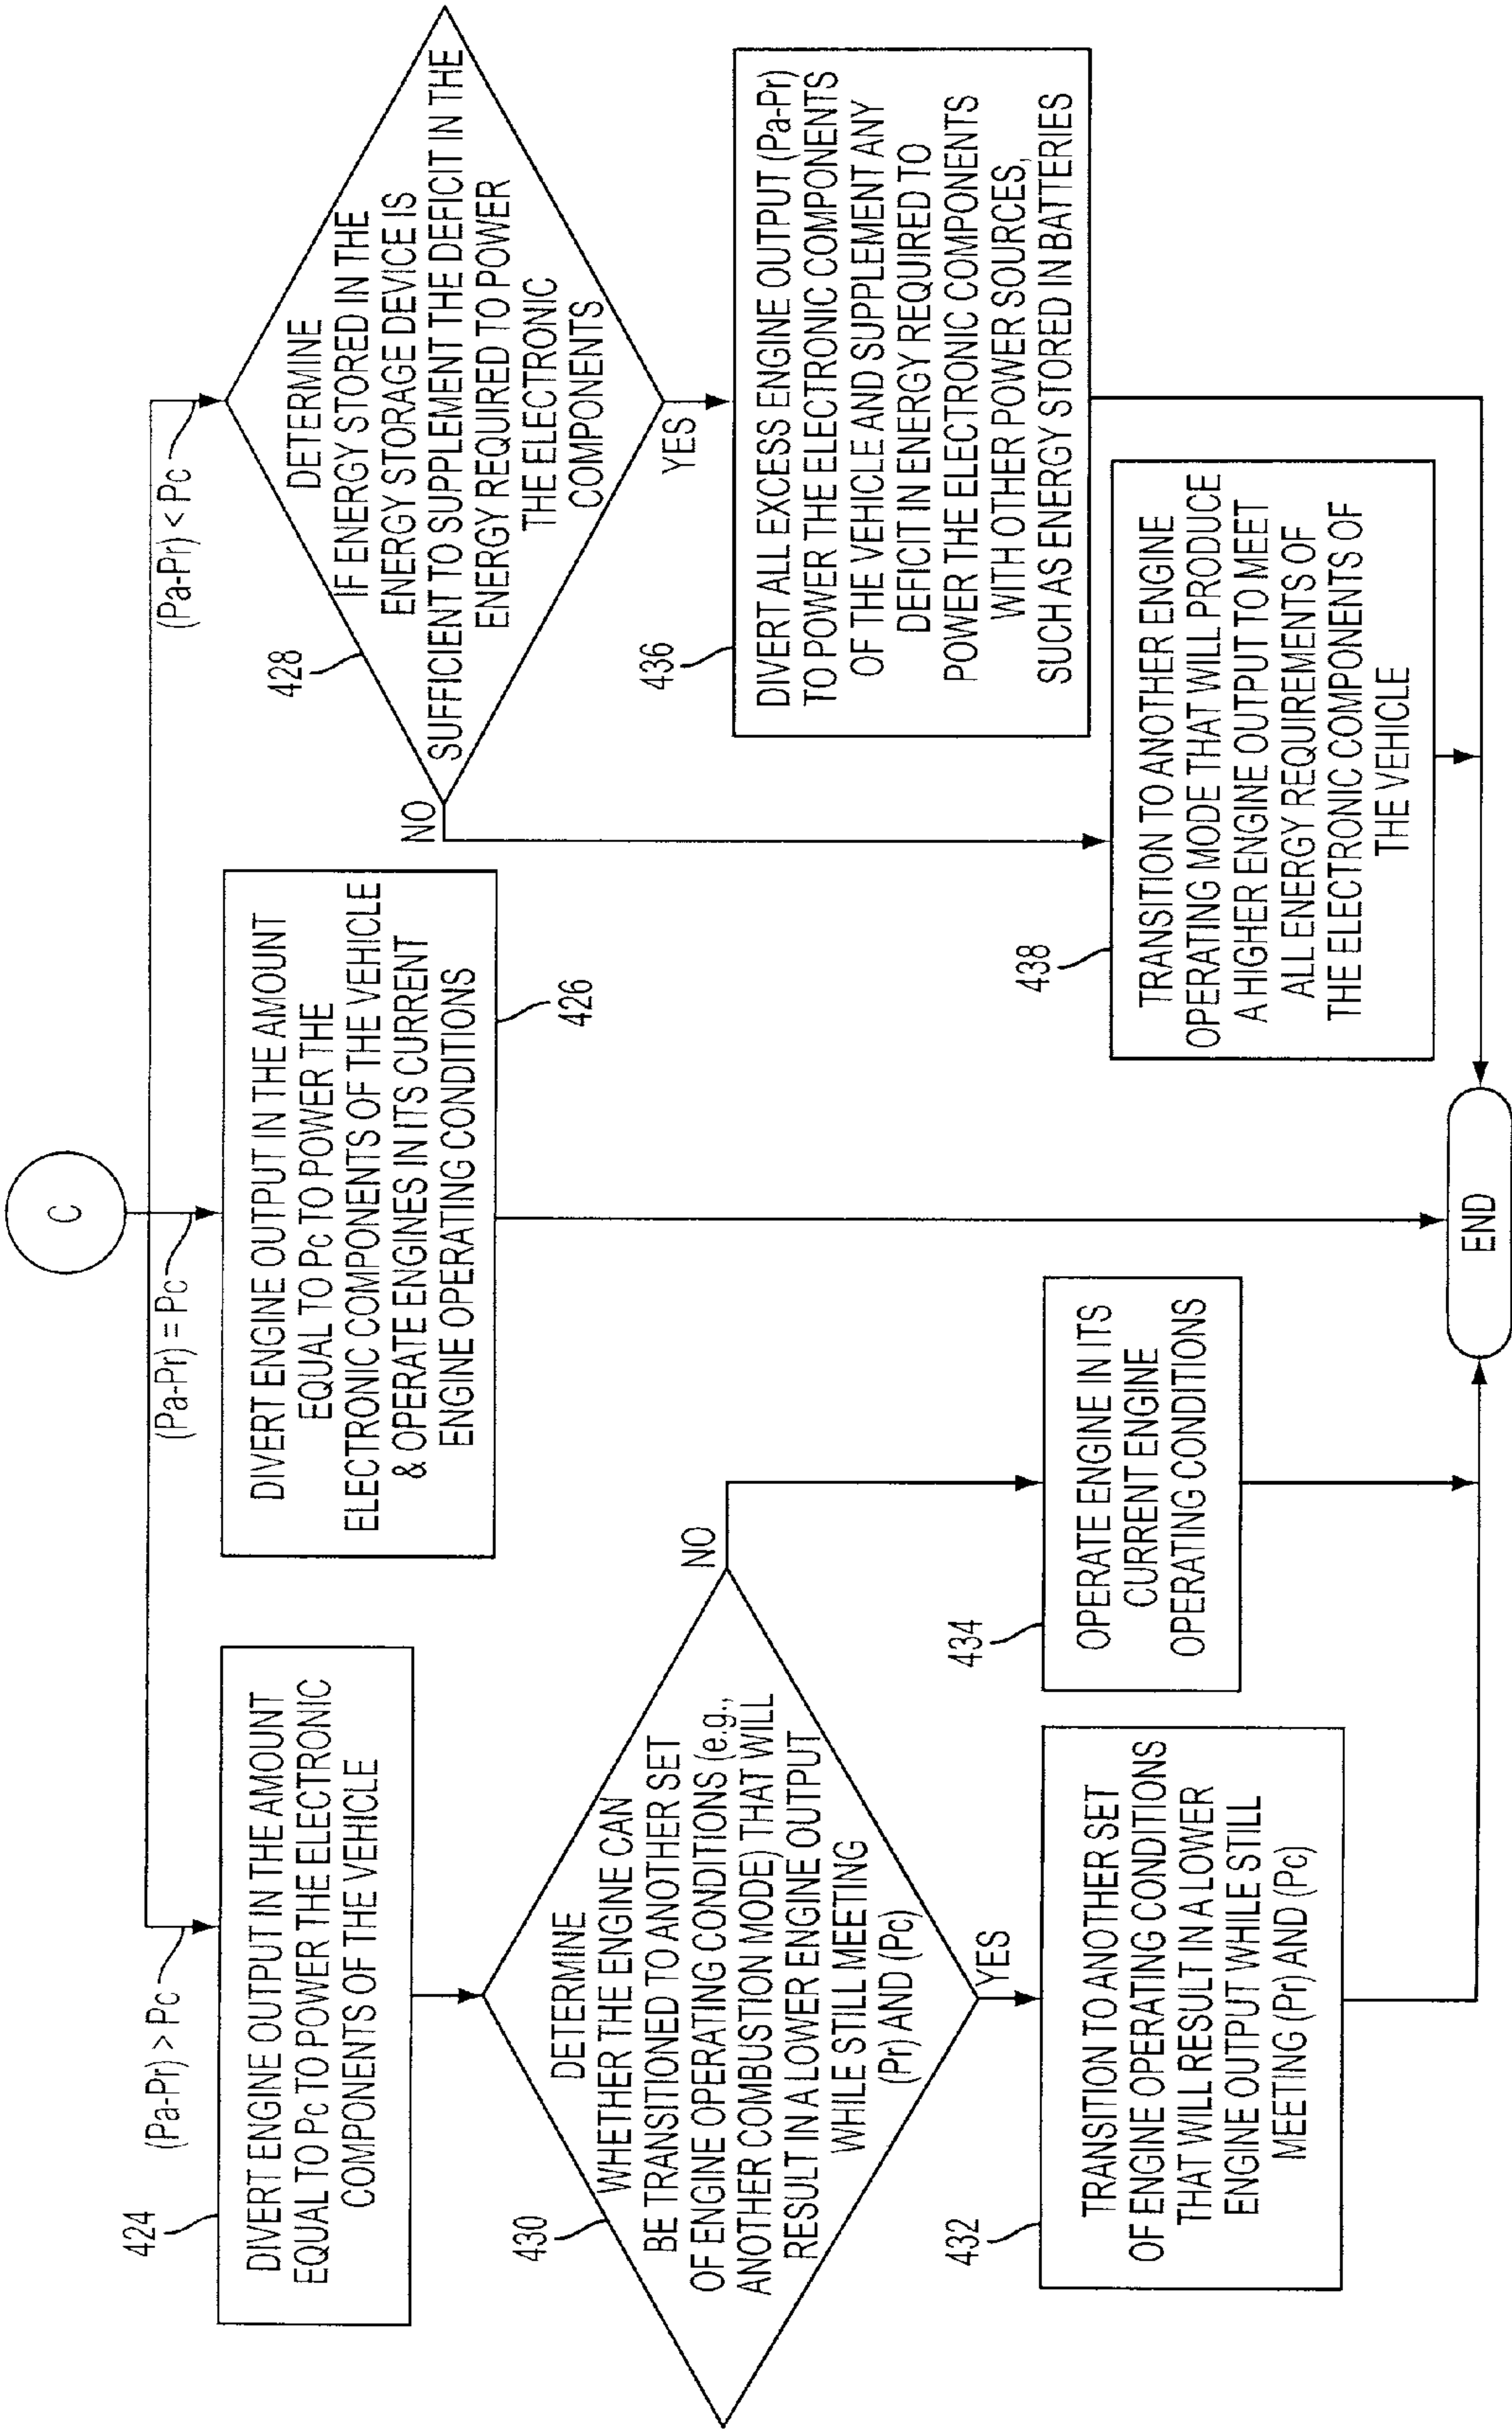 C
(Pa-Pr) > Pc
(Pa-Pr) = Pc
(Pa-Pr) < Pc
424
DIVERT ENGINE OUTPUT IN THE AMOUNT
EQUAL TO Pc TO POWER THE ELECTRONIC
COMPONENTS OF THE VEHICLE
DIVERT ENGINE OUTPUT IN THE AMOUNT
EQUAL TO Pc TO POWER THE
ELECTRONIC COMPONENTS OF THE VEHICLE
& OPERATE ENGINES IN ITS CURRENT
ENGINE OPERATING CONDITIONS
426
428
DETERMINE
IF ENERGY STORED IN THE
ENERGY STORAGE DEVICE IS
SUFFICIENT TO SUPPLEMENT THE DEFICIT IN THE
ENERGY REQUIRED TO POWER
THE ELECTRONIC
COMPONENTS
NO
YES
430
DETERMINE
WHETHER THE ENGINE CAN
BE TRANSITIONED TO ANOTHER SET
OF ENGINE OPERATING CONDITIONS (e.g.,
ANOTHER COMBUSTION MODE) THAT WILL
RESULT IN A LOWER ENGINE OUTPUT
WHILE STILL MEETING
(Pr) AND (Pc)
NO
YES
436
DIVERT ALL EXCESS ENGINE OUTPUT (Pa-Pr)
TO POWER THE ELECTRONIC COMPONENTS
OF THE VEHICLE AND SUPPLEMENT ANY
DEFICIT IN ENERGY REQUIRED TO
POWER THE ELECTRONIC COMPONENTS
WITH OTHER POWER SOURCES,
SUCH AS ENERGY STORED IN BATTERIES
432
TRANSITION TO ANOTHER SET
OF ENGINE OPERATING CONDITIONS
THAT WILL RESULT IN A LOWER
ENGINE OUTPUT WHILE STILL
MEETING (Pr) AND (Pc)
434
OPERATE ENGINE IN ITS
CURRENT ENGINE
OPERATING CONDITIONS
438
TRANSITION TO ANOTHER ENGINE
OPERATING MODE THAT WILL PRODUCE
A HIGHER ENGINE OUTPUT TO MEET
ALL ENERGY REQUIREMENTS OF
THE ELECTRONIC COMPONENTS OF
THE VEHICLE
END